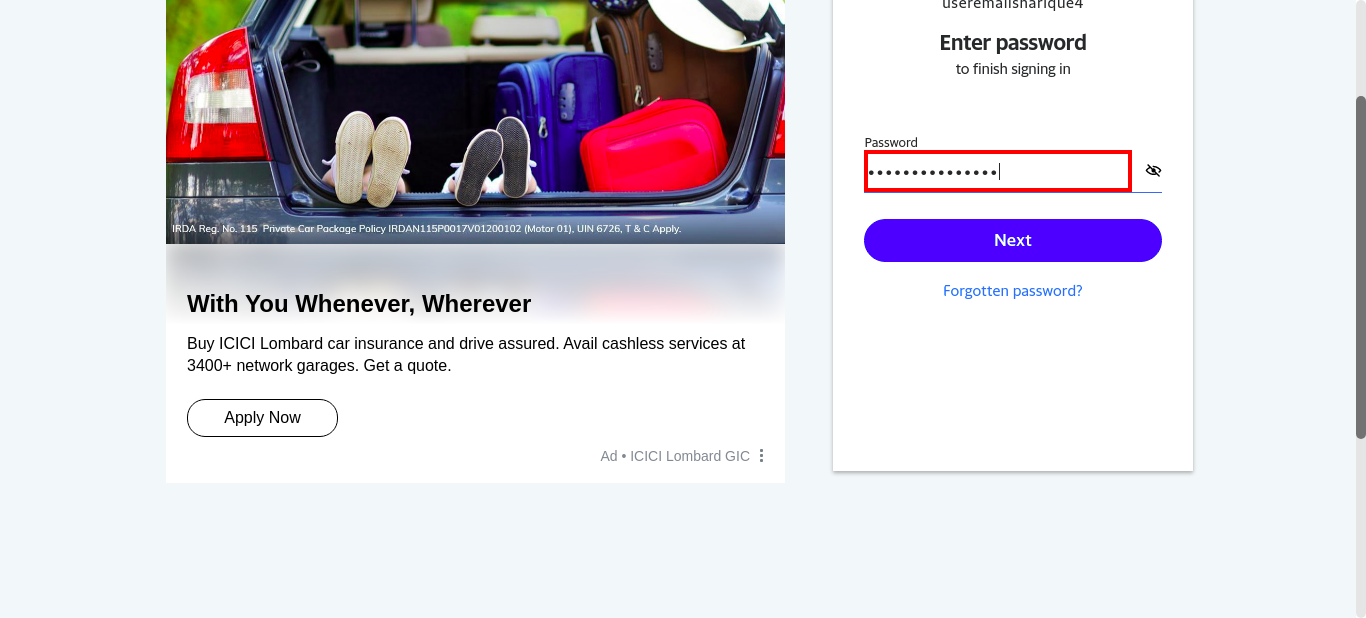 useremailsharique4
Enter password
to finish signing in
Password
•••••••••••••••
Next
Forgotten password?
IRDA Reg. No. 115 Private Car Package Policy IRDAN115P0017V01200102 (Motor 01), UIN 6726, T & C Apply.
With You Whenever, Wherever
Buy ICICI Lombard car insurance and drive assured. Avail cashless services at
3400+ network garages. Get a quote.
Apply Now
Ad • ICICI Lombard GIC